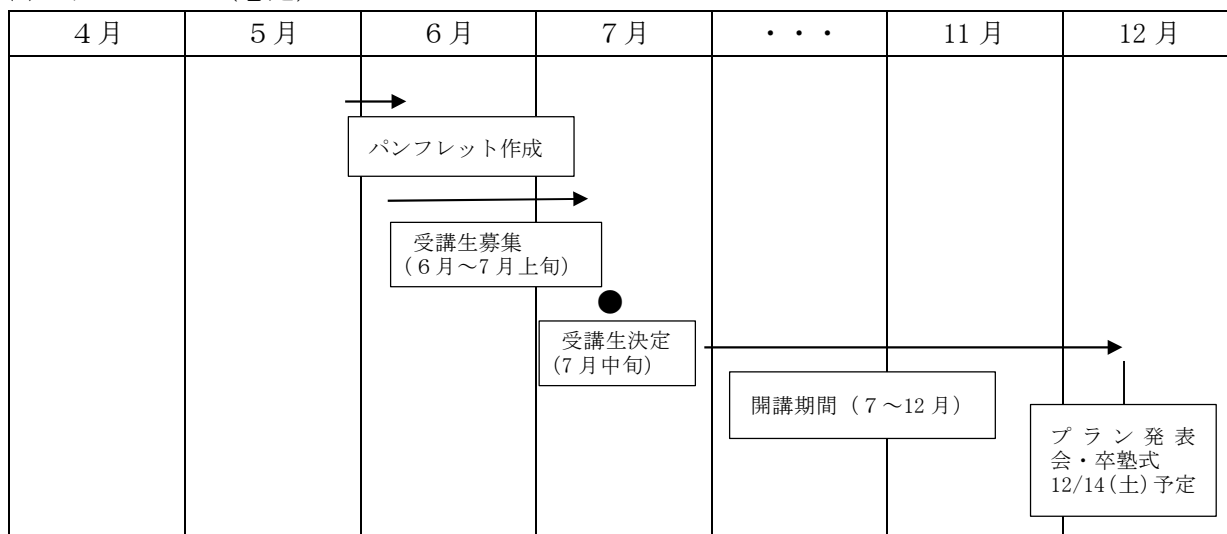 4月 5月 6月 7月 ・・・ 11月 12月
パンフレット作成
受講生募集
(6月~7月上旬)
受講生決定
(7月中旬)
開講期間(7~12月)
プラン発表
会・卒塾式
12/14(土)予定